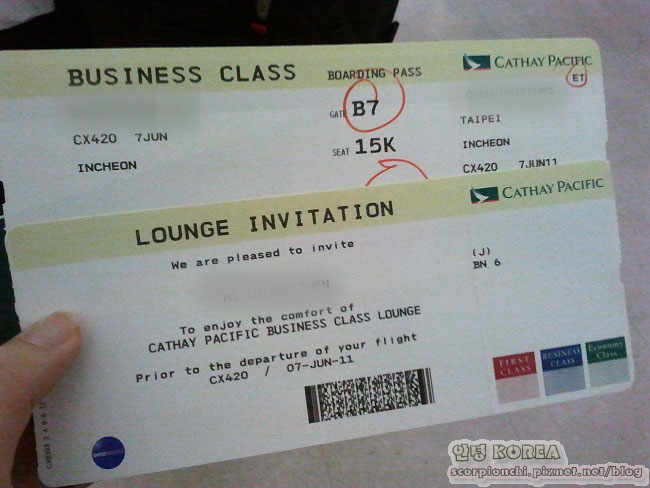 BUSINESS CLASS
BOARDING PASS
CATHAY PACIFIC
ET
GATE B7
CX420 7JUN
TAIPEI
INCHEON
SEAT 15K
INCHEON
CX420 7JUN11
LOUNGE INVITATION
CATHAY PACIFIC
We are pleased to invite
(J)
BN 6
To enjoy the comfort of
CATHAY PACIFIC BUSINESS CLASS LOUNGE
Prior to the departure of your flight
CX420 / 07-JUN-11
FIRST CLASS
BUSINESS CLASS
Economy Class
oneworld
KOREA
scorpionchi.pixnet.net/blog